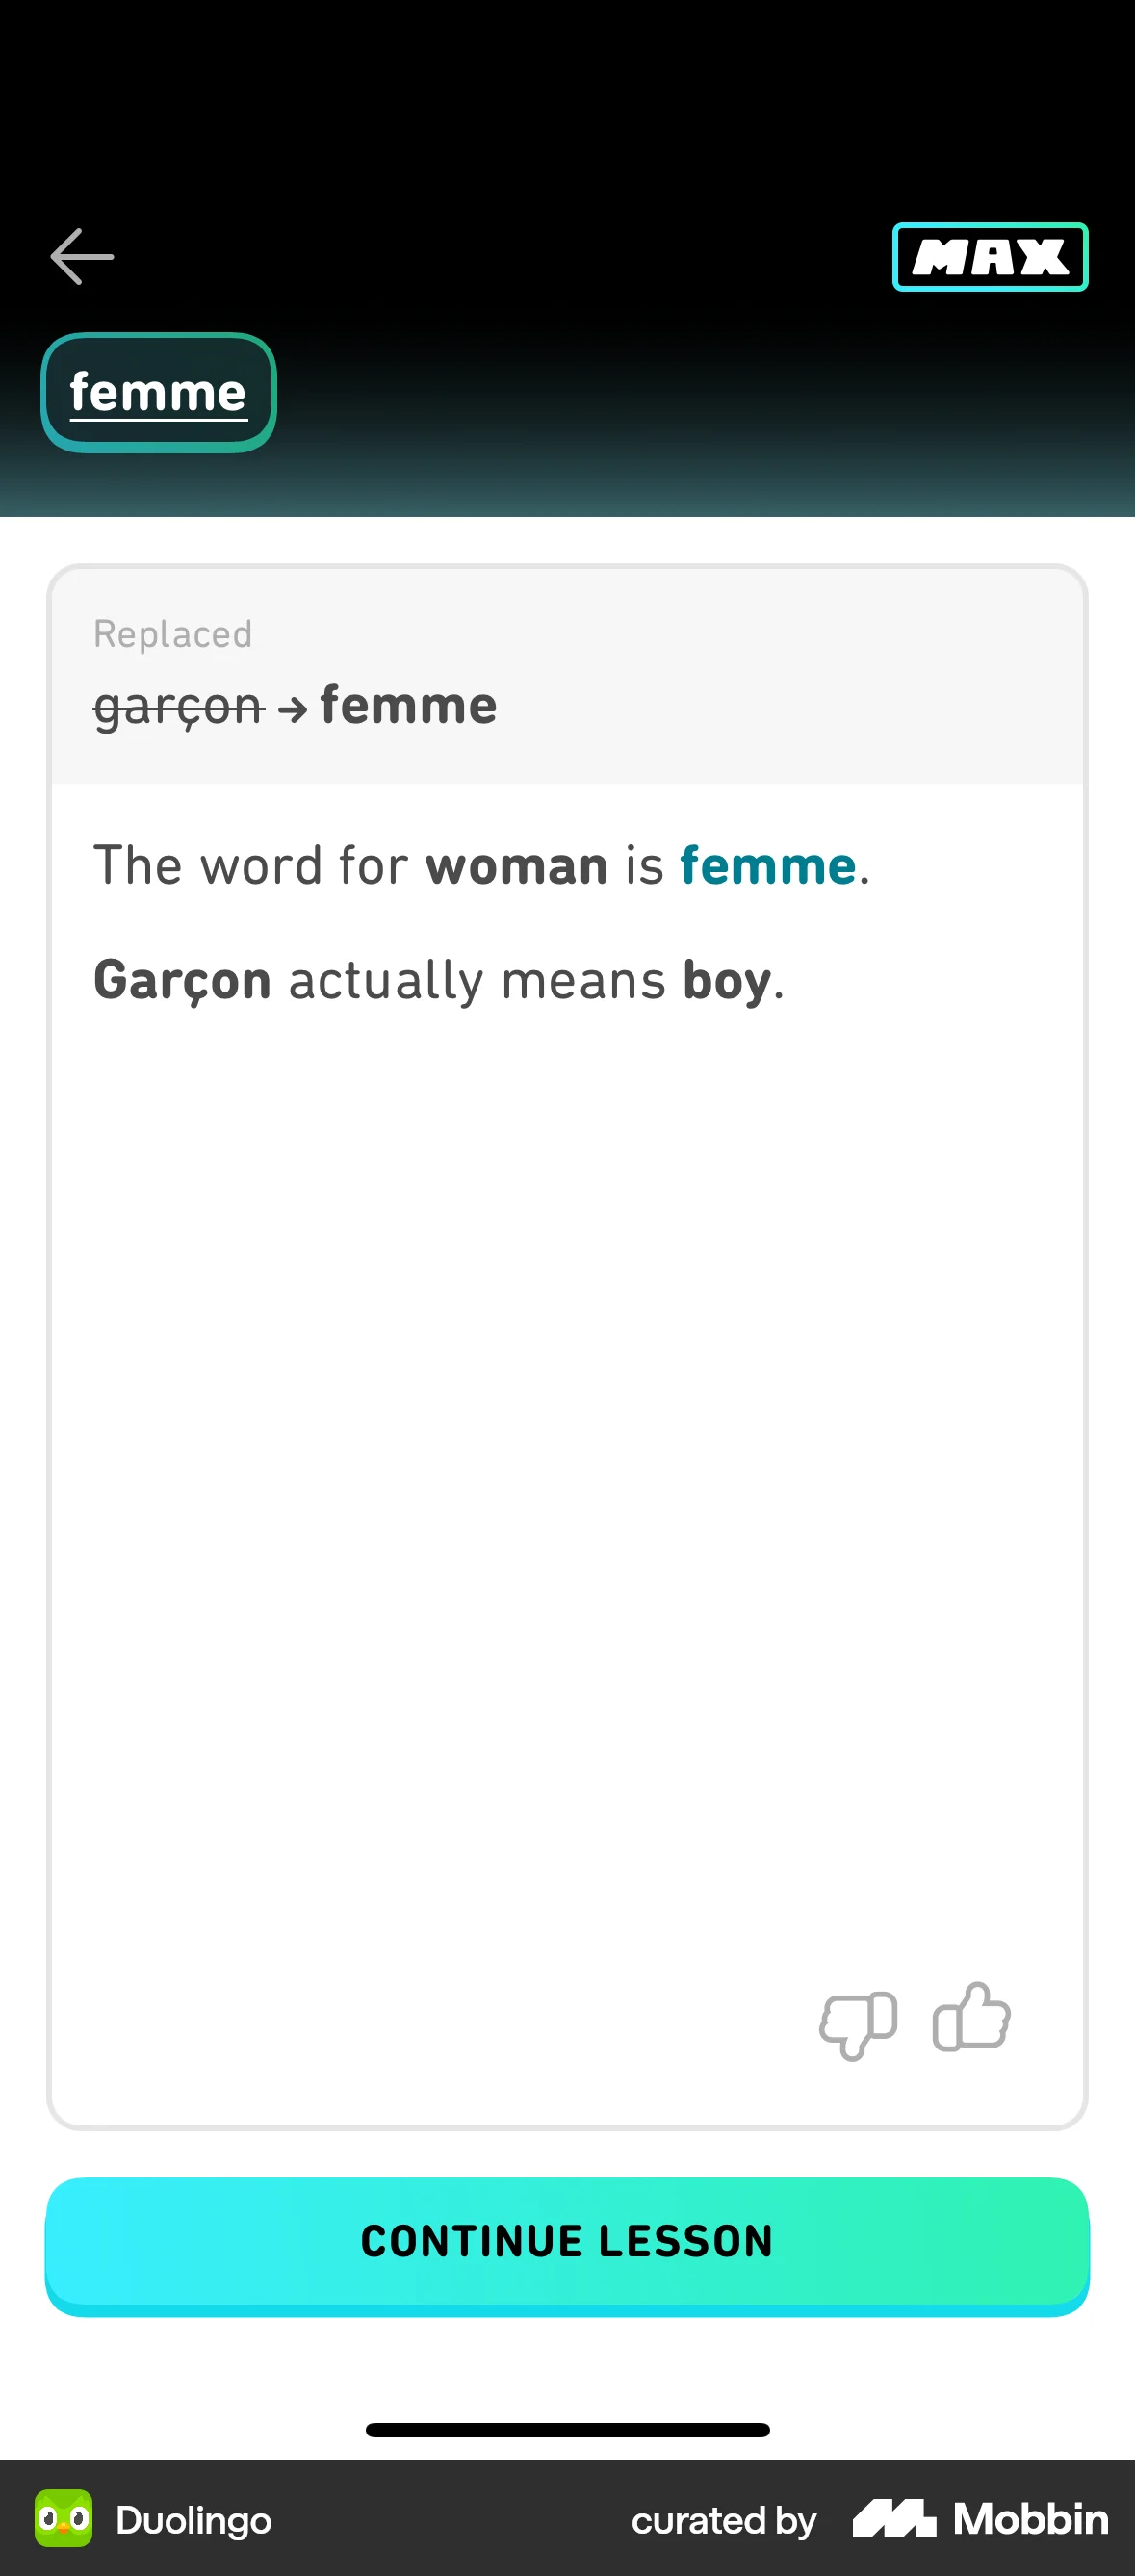 MAX
femme
Replaced
garçon → femme
The word for woman is femme.
Garçon actually means boy.
CONTINUE LESSON
Duolingo
curated by Mobbin